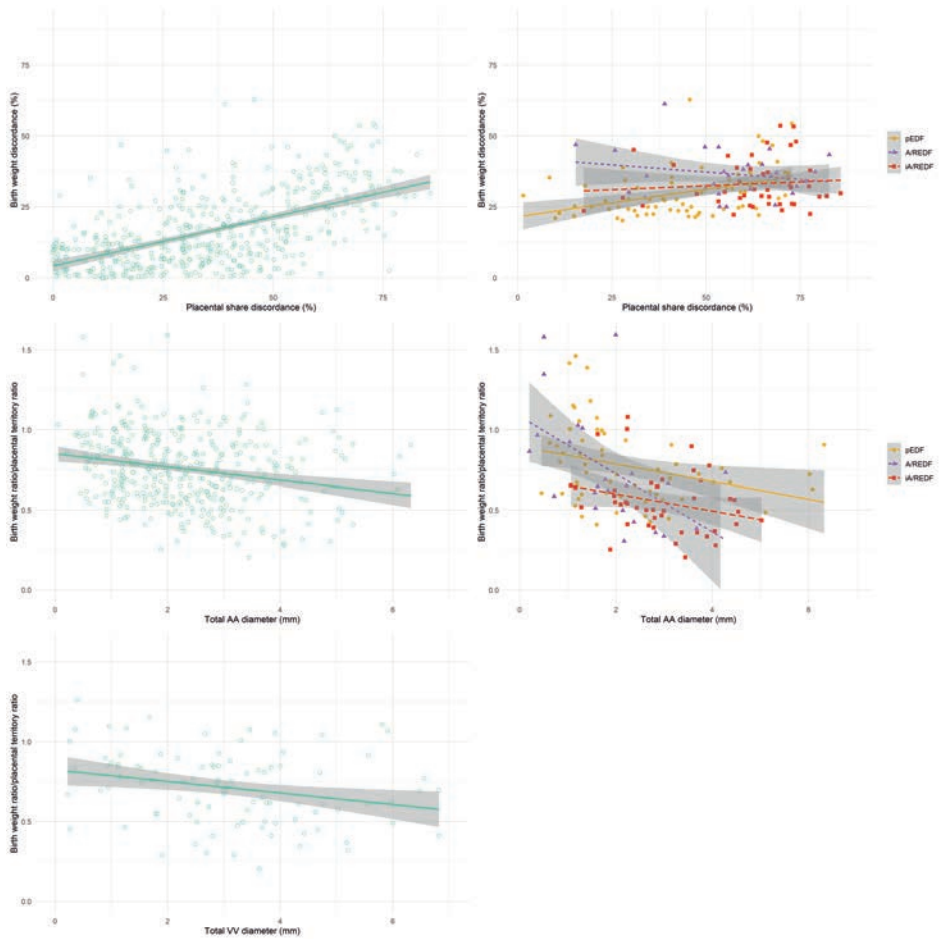 Birth weight discordance (%)
75
50
25
0
0
25
50
75
Placental share discordance (%)
Birth weight discordance (%)
75
50
25
0
0
25
50
75
Placental share discordance (%)
pEDF
A/REDF
iA/REDF
Birth weight ratio/placental territory ratio
1.5
1.0
0.5
0.0
0
2
4
6
Total AA diameter (mm)
Birth weight ratio/placental territory ratio
1.5
1.0
0.5
0.0
0
2
4
6
Total AA diameter (mm)
pEDF
A/REDF
iA/REDF
Birth weight ratio/placental territory ratio
1.5
1.0
0.5
0.0
0
2
4
6
Total VV diameter (mm)